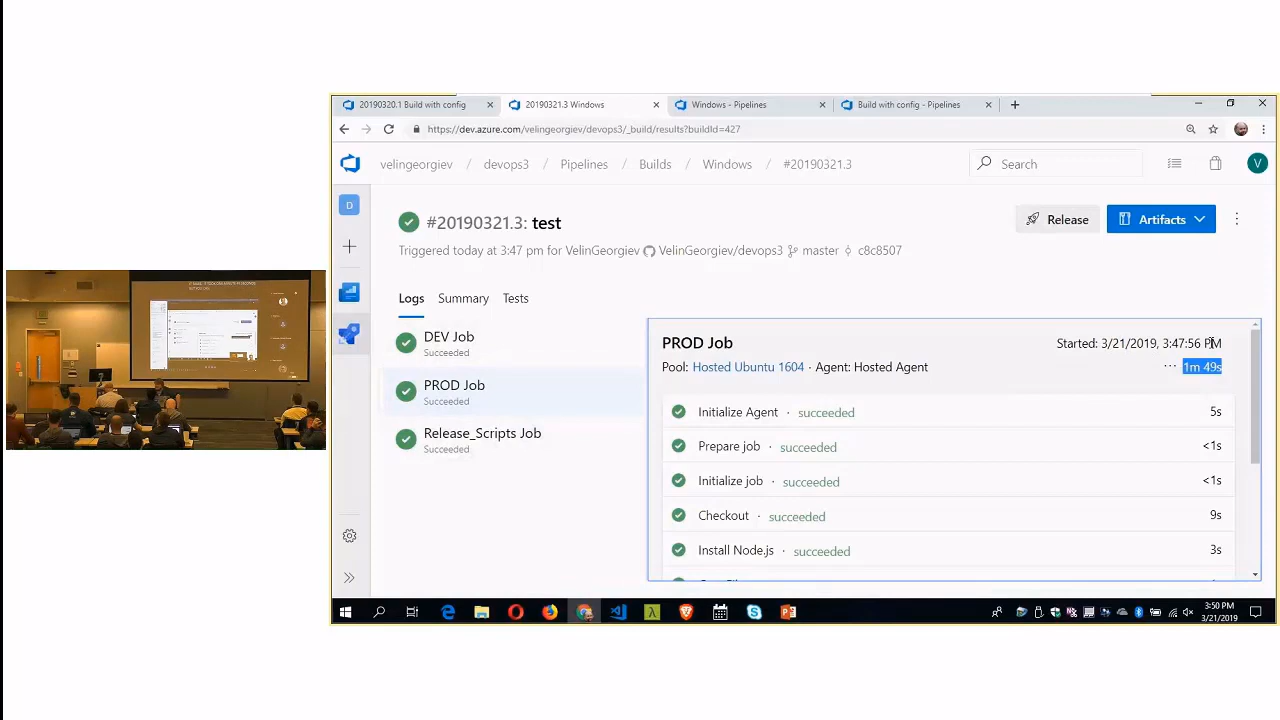 20190320.1 Build with config
20190321.3 Windows
Windows - Pipelines
Build with config - Pipelines
https://dev.azure.com/velingeorgiev/devops3/_build/results?buildId=427
velingeorgiev / devops3 / Pipelines / Builds / Windows / #20190321.3
Search
V
D
#20190321.3: test
Release
Artifacts
Triggered today at 3:47 pm for VelinGeorgiev VelinGeorgiev/devops3 master c8c8507
Logs Summary Tests
DEV Job
Succeeded
PROD Job
Succeeded
Release_Scripts Job
Succeeded
PROD Job
Started: 3/21/2019, 3:47:56 PM
Pool: Hosted Ubuntu 1604 · Agent: Hosted Agent
··· 1m 49s
Initialize Agent · succeeded 5s
Prepare job · succeeded <1s
Initialize job · succeeded <1s
Checkout · succeeded 9s
Install Node.js · succeeded 3s
3:50 PM
3/21/2019